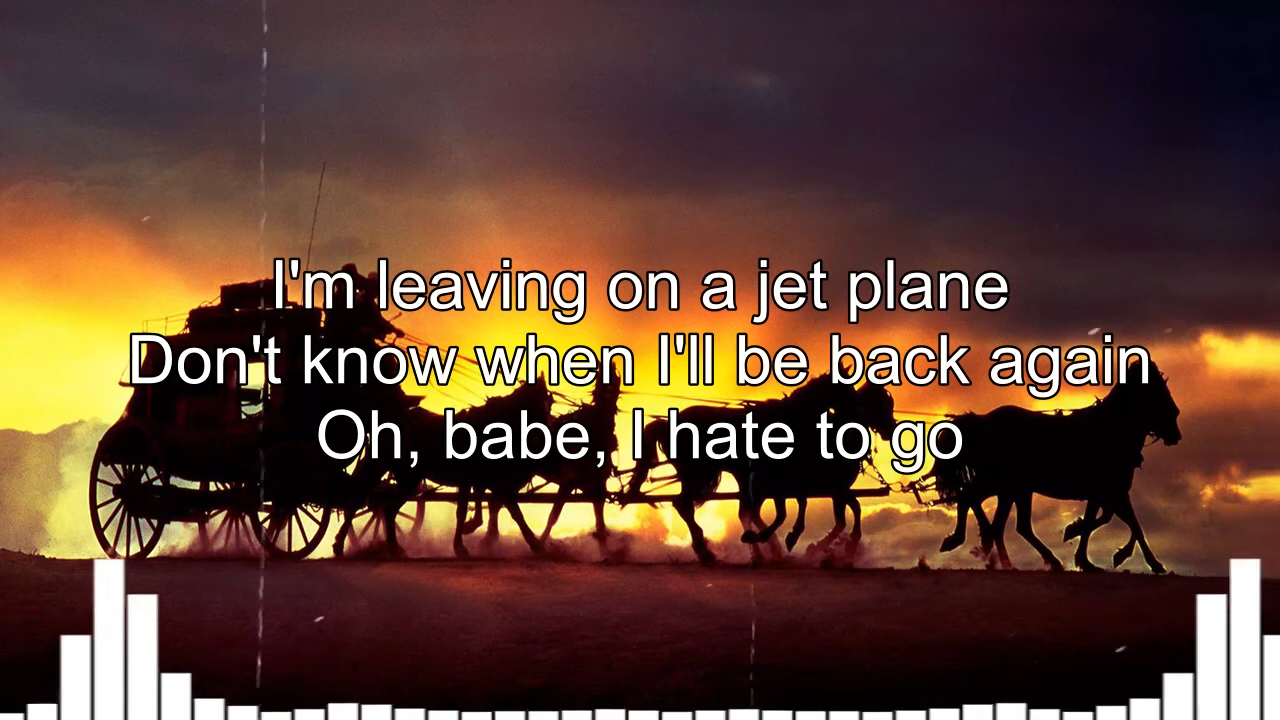 I'm leaving on a jet plane
Don't know when I'll be back again
Oh, babe, I hate to go